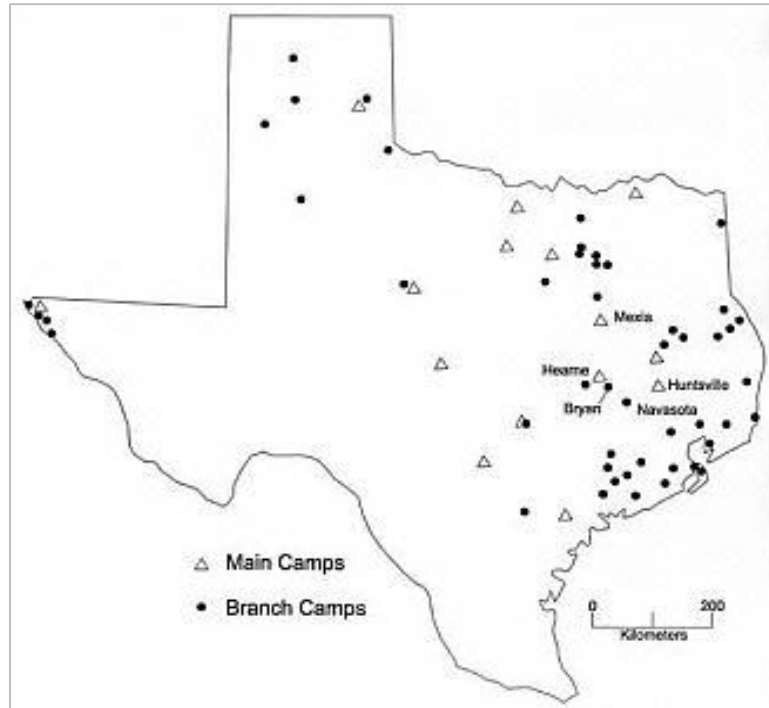 Mexia
Hearne
Huntsville
Bryan
Navasota
Main Camps
Branch Camps
0 200
Kilometers